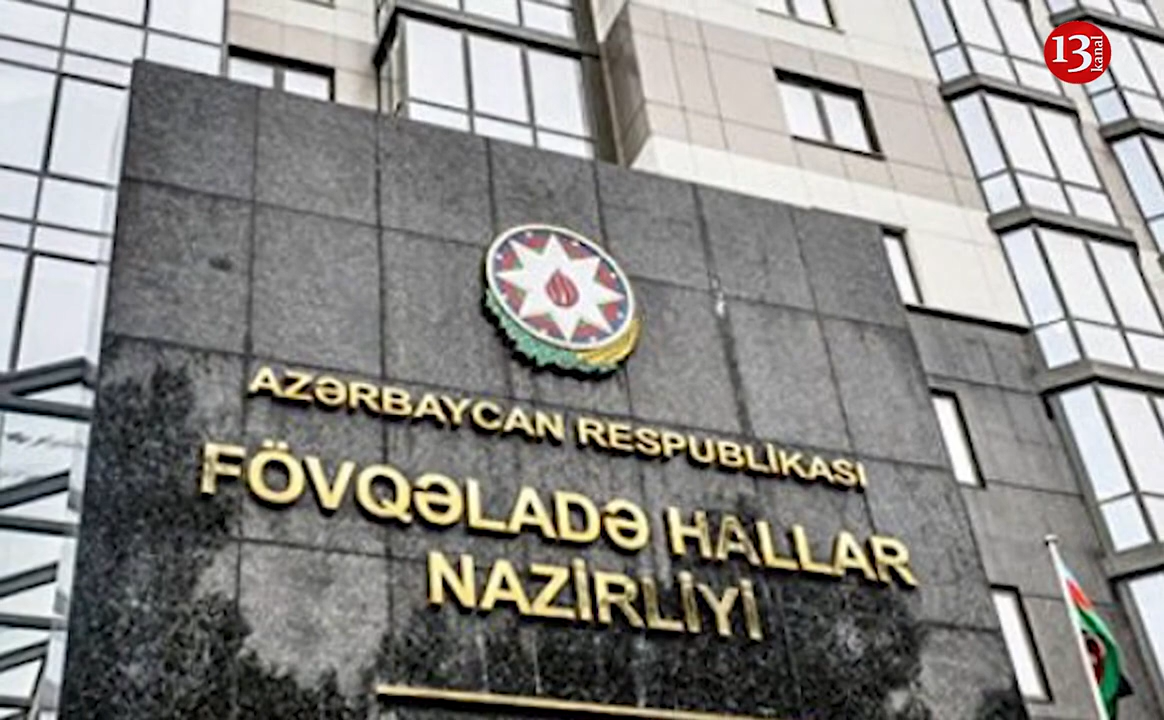 13
kanal
AZƏRBAYCAN RESPUBLİKASI
FÖVQƏLADƏ HALLAR
NAZİRLİYİ